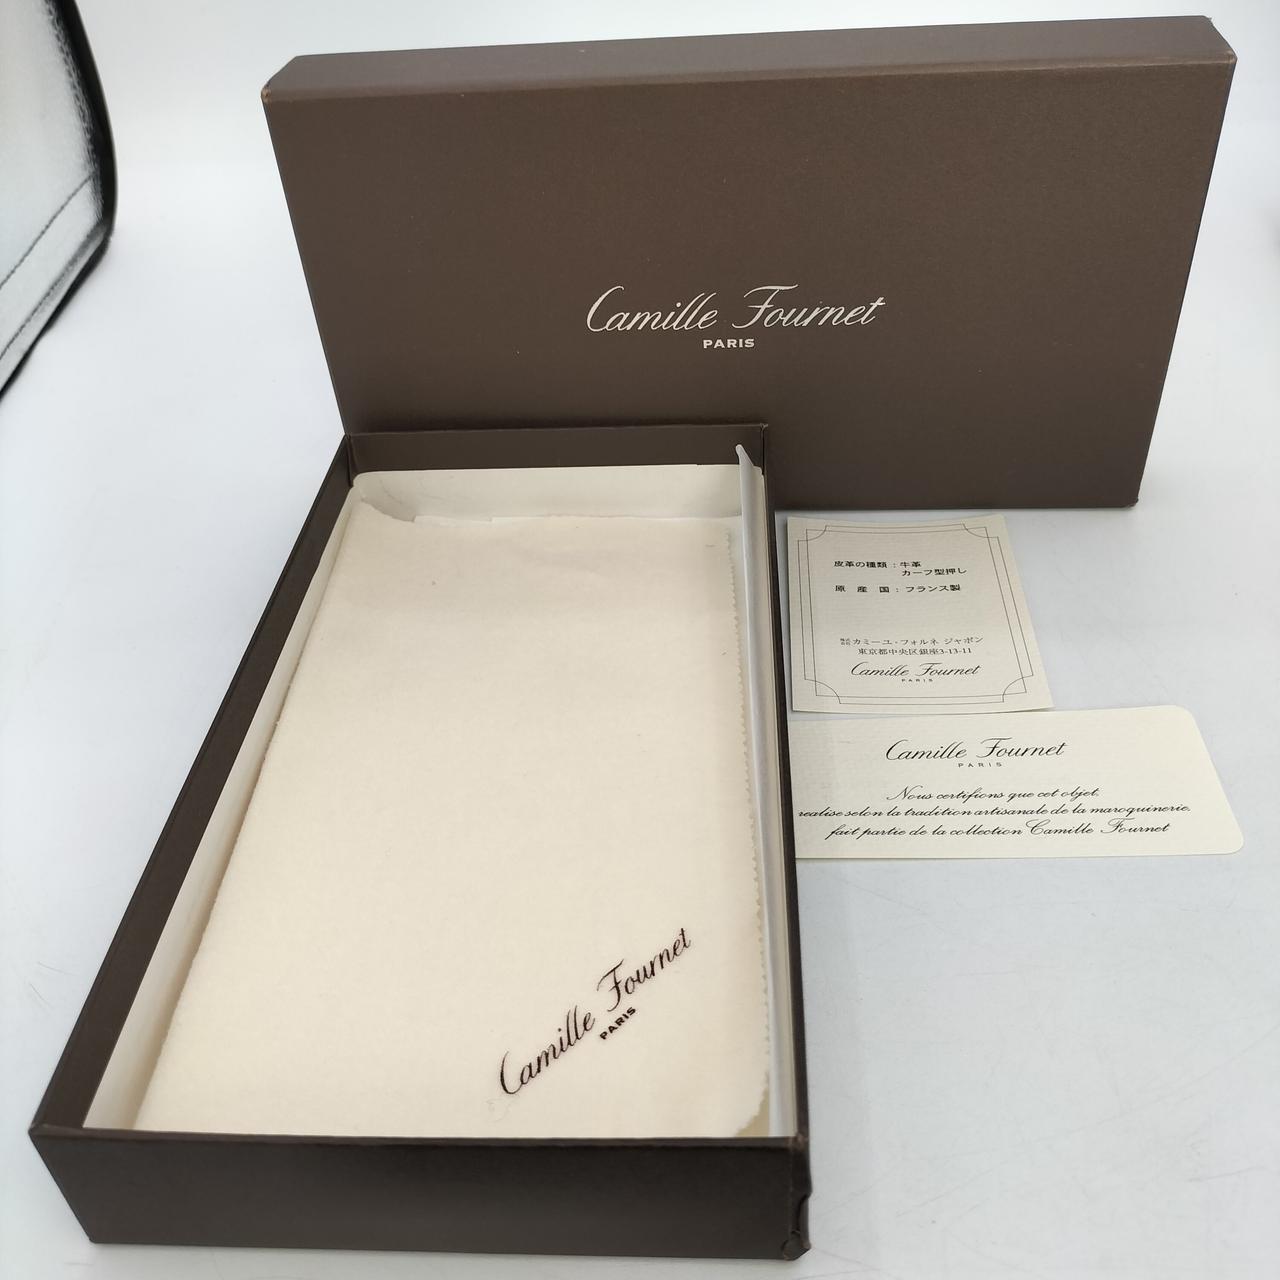 Camille Fournet
PARIS
皮革の種類：牛革
カーフ型押し
原産国：フランス製
株式会社カミーユ・フォルネ ジャポン
東京都中央区銀座3-13-11
Camille Fournet
PARIS
Camille Fournet
PARIS
Nous certifions que cet objet,
realise selon la tradition artisanale de la maroquinerie,
fait partie de la collection Camille Fournet
Camille Fournet
PARIS